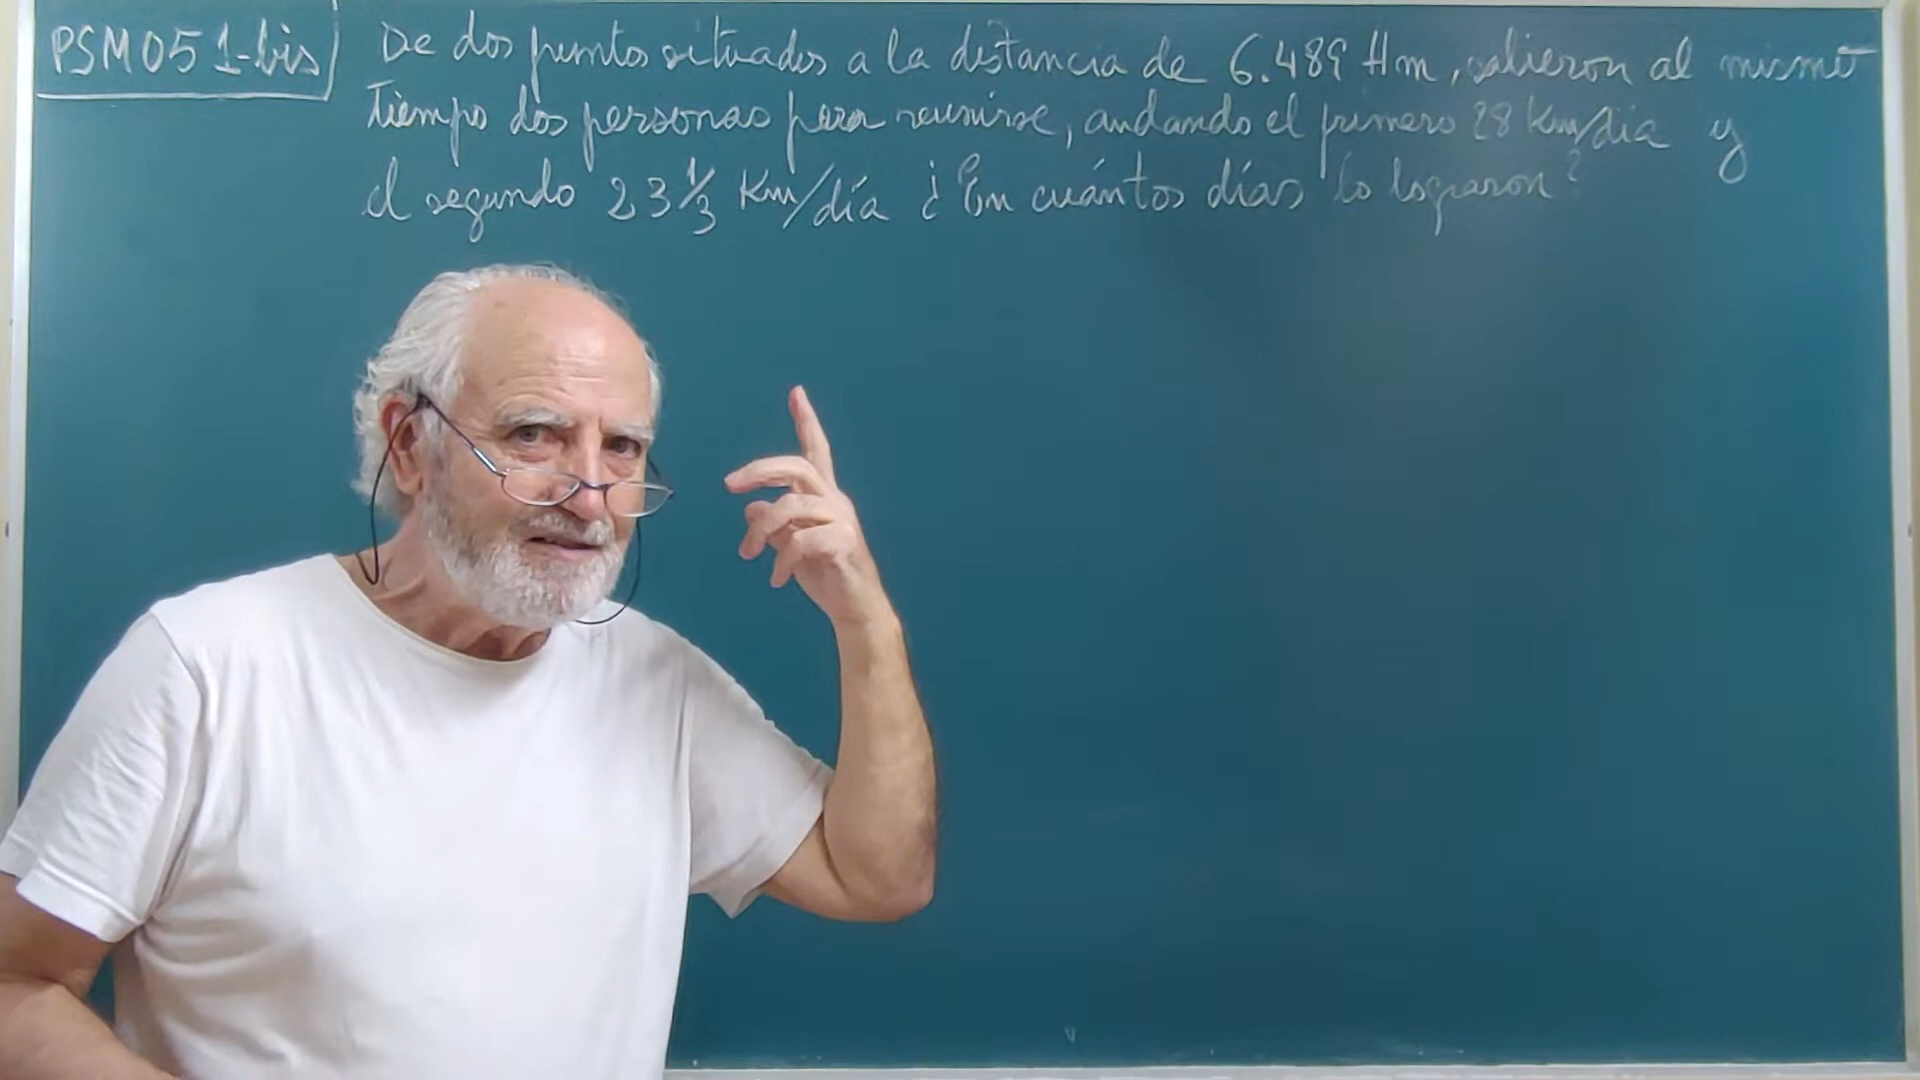 PSM051-bis De dos puntos situados a la distancia de 6.489 Hm, salieron al mismo
tiempo dos personas para reunirse, andando el primero 28 Km/día y
el segundo 23 1/3 Km/día ¿En cuántos días lo lograron?